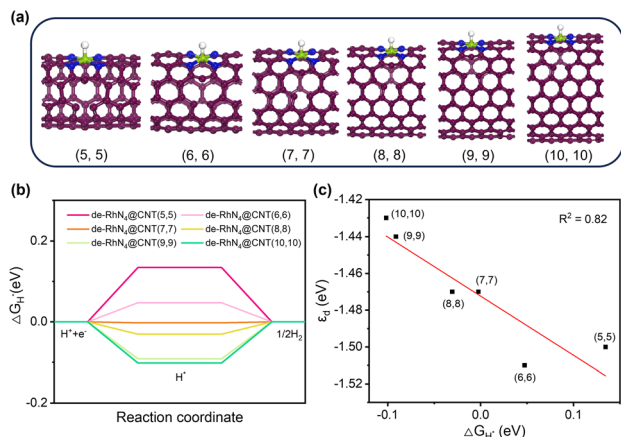 (a)
(5, 5) (6, 6) (7, 7) (8, 8) (9, 9) (10, 10)
(b)
de-RhN₄@CNT(5,5) de-RhN₄@CNT(6,6)
de-RhN₄@CNT(7,7) de-RhN₄@CNT(8,8)
de-RhN₄@CNT(9,9) de-RhN₄@CNT(10,10)
0.2
0.0
-0.2
△G_H* (eV)
H⁺+e⁻
H*
1/2H₂
Reaction coordinate
(c)
R² = 0.82
-1.42
-1.44
-1.46
-1.48
-1.50
-1.52
ε_d (eV)
(10,10)
(9,9)
(7,7)
(8,8)
(5,5)
(6,6)
-0.1 0.0 0.1
△G_H* (eV)